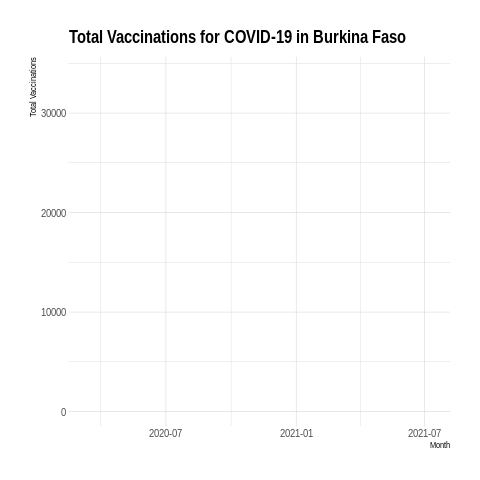 Total Vaccinations for COVID-19 in Burkina Faso
Total Vaccinations
30000
20000
10000
0
2020-07
2021-01
2021-07
Month